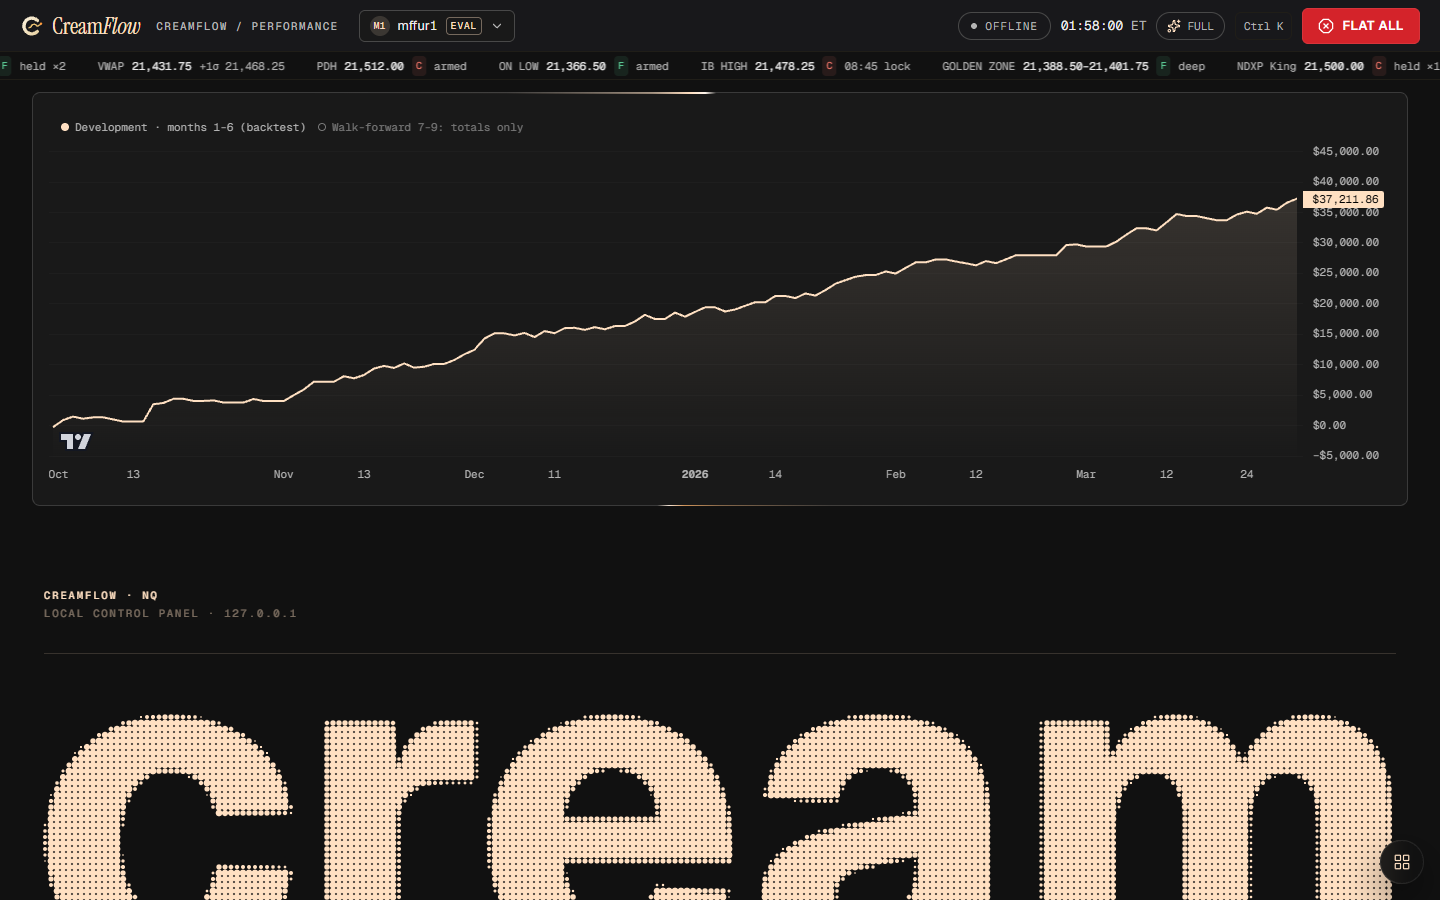 CreamFlow CREAMFLOW / PERFORMANCE M1 mffur1 EVAL OFFLINE 01:58:00 ET FULL Ctrl K FLAT ALL
F held ×2 VWAP 21,431.75 +1σ 21,468.25 PDH 21,512.00 C armed ON LOW 21,366.50 F armed IB HIGH 21,478.25 C 08:45 lock GOLDEN ZONE 21,388.50–21,401.75 F deep NDXP King 21,500.00 C held ×1
Development · months 1–6 (backtest) Walk-forward 7–9: totals only
$45,000.00
$40,000.00
$37,211.86
$35,000.00
$30,000.00
$25,000.00
$20,000.00
$15,000.00
$10,000.00
$5,000.00
$0.00
−$5,000.00
Oct 13 Nov 13 Dec 11 2026 14 Feb 12 Mar 12 24
CREAMFLOW · NQ
LOCAL CONTROL PANEL · 127.0.0.1
cream